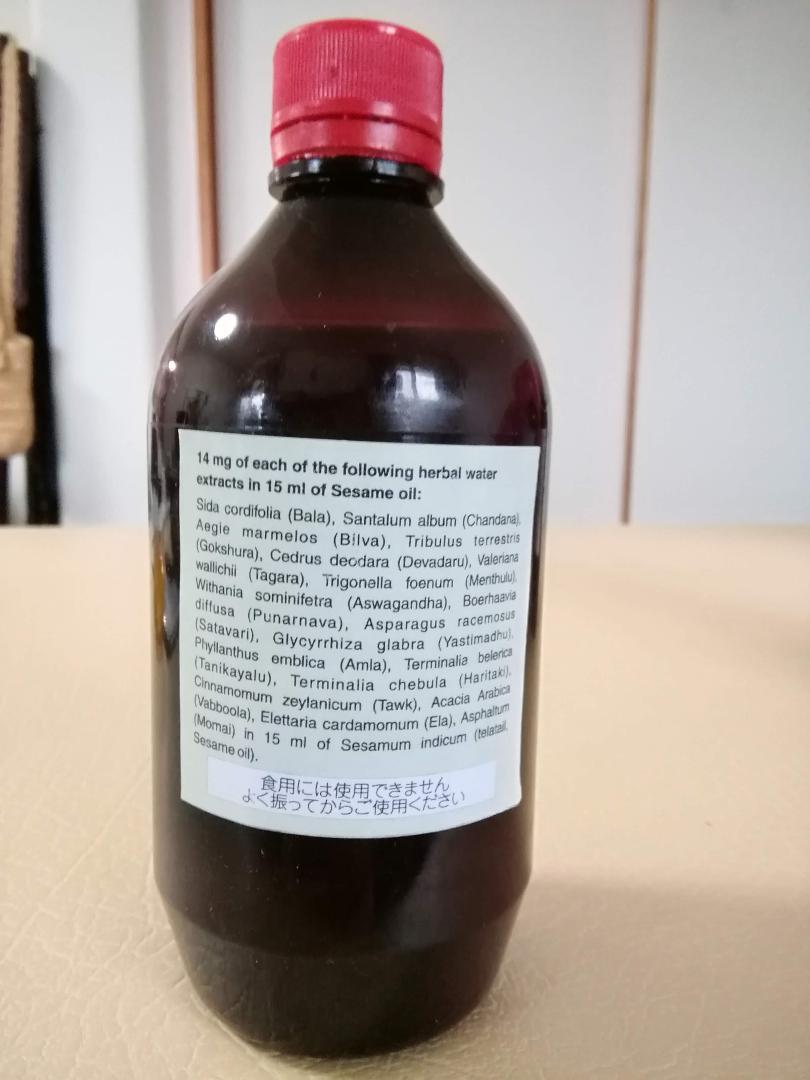 14 mg of each of the following herbal water
extracts in 15 ml of Sesame oil:
Sida cordifolia (Bala), Santalum album (Chandana),
Aegie marmelos (Bilva), Tribulus terrestris
(Gokshura), Cedrus deodara (Devadaru), Valeriana
wallichii (Tagara), Trigonella foenum (Menthulu),
Withania sominifetra (Aswagandha), Boerhaavia
diffusa (Punarnava), Asparagus racemosus
(Satavari), Glycyrrhiza glabra (Yastimadhu),
Phyllanthus emblica (Amla), Terminalia belerica
(Tanikayalu), Terminalia chebula (Haritaki),
Cinnamomum zeylanicum (Tawk), Acacia Arabica
(Vabboola), Elettaria cardamomum (Ela), Asphaltum
(Momai) in 15 ml of Sesamum indicum (telatail,
Sesame oil).
食用には使用できません
よく振ってからご使用ください